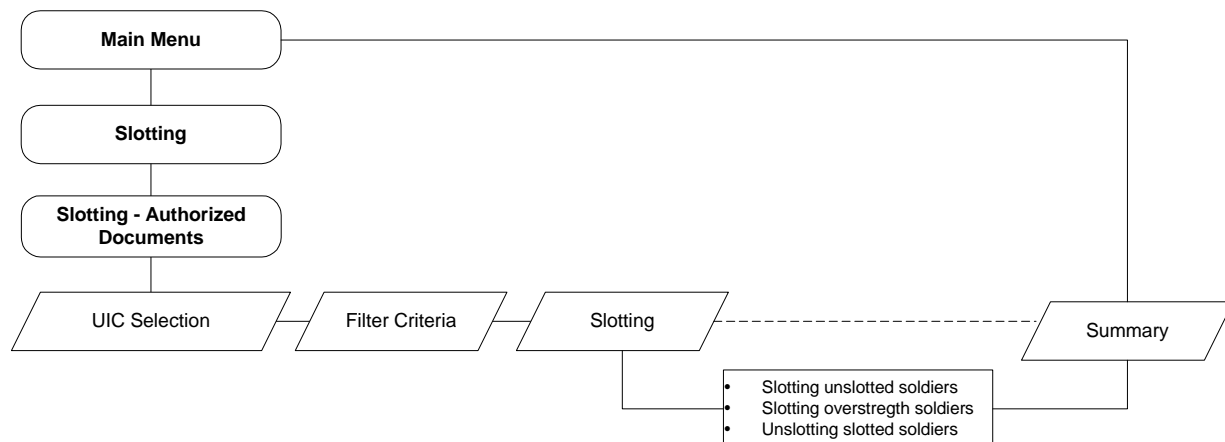 Main Menu
Slotting
Slotting - Authorized
Documents
UIC Selection
Filter Criteria
Slotting
Summary
• Slotting unslotted soldiers
• Slotting overstregth soldiers
• Unslotting slotted soldiers